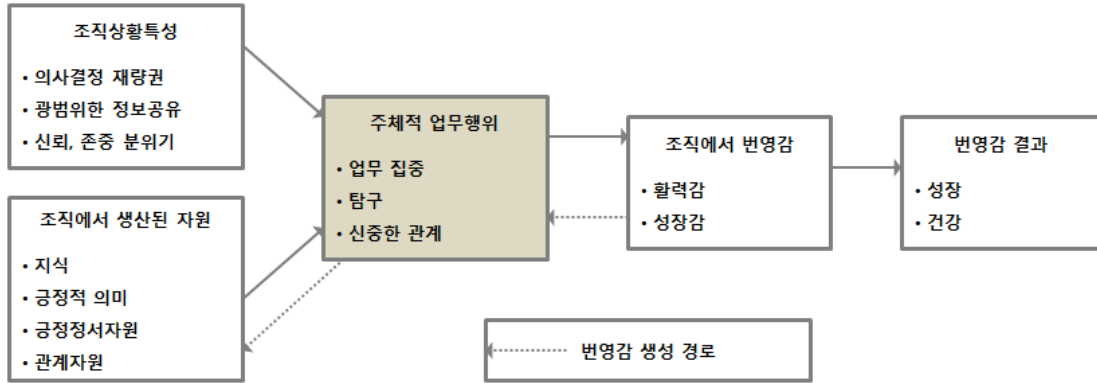 조직상황특성
• 의사결정 재량권
• 광범위한 정보공유
• 신뢰, 존중 분위기
조직에서 생산된 자원
• 지식
• 긍정적 의미
• 긍정정서자원
• 관계자원
주체적 업무행위
• 업무 집중
• 탐구
• 신중한 관계
조직에서 번영감
• 활력감
• 성장감
번영감 결과
• 성장
• 건강
번영감 생성 경로